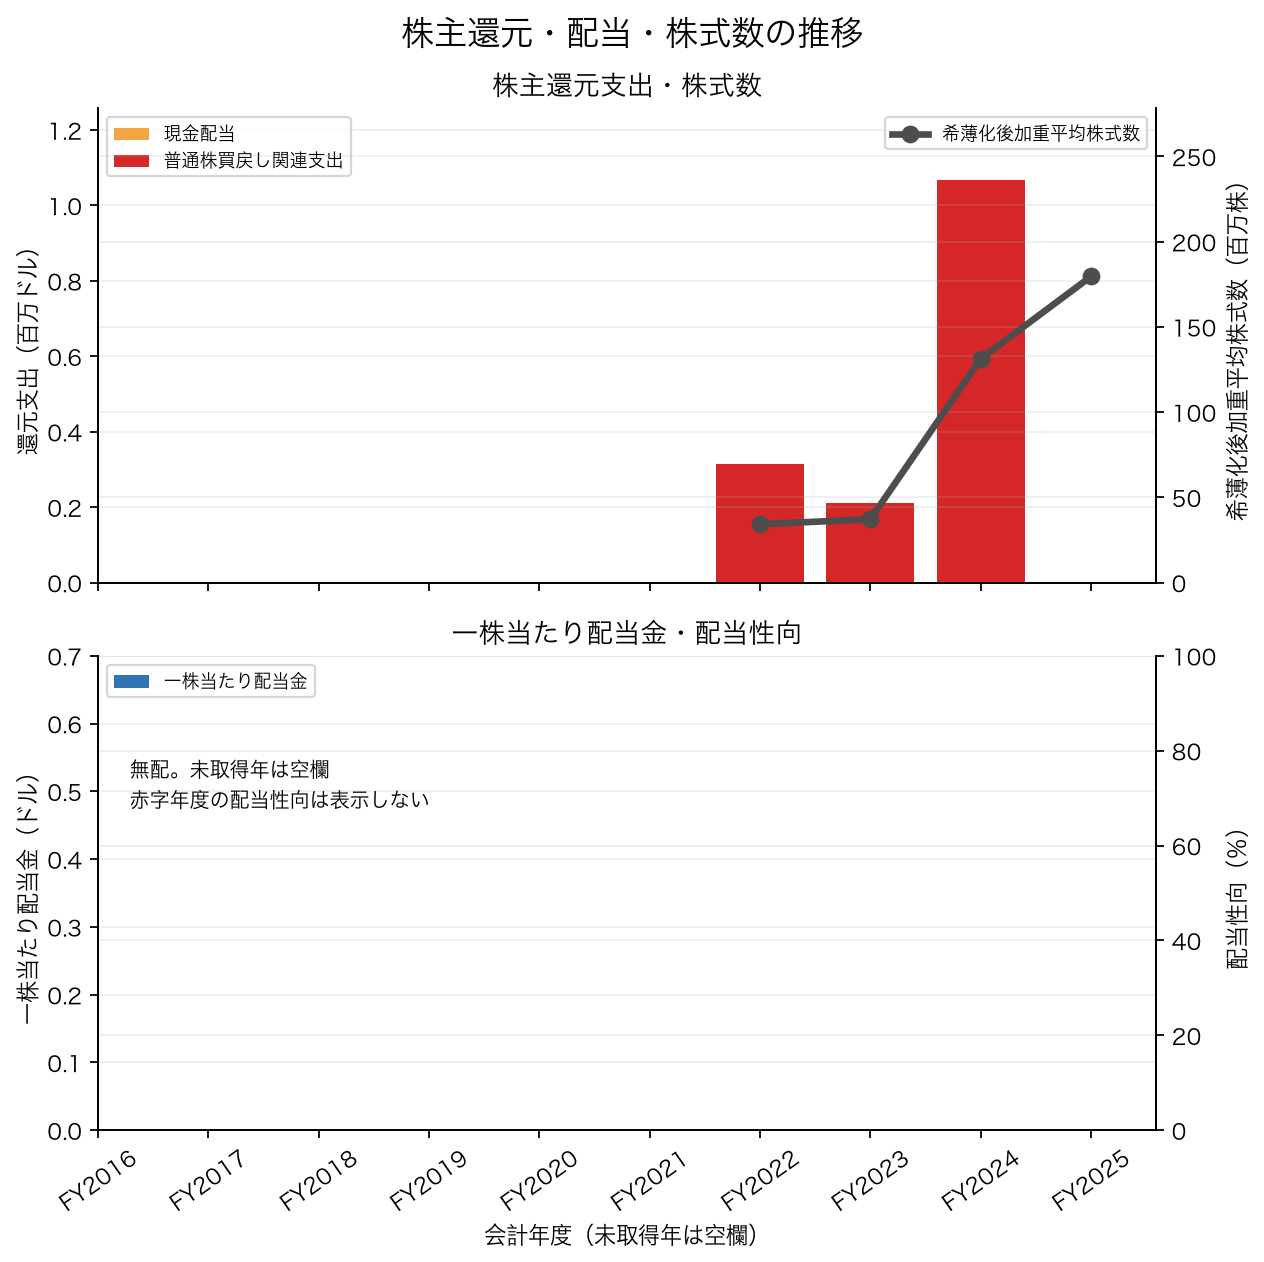 株主還元・配当・株式数の推移
株主還元支出・株式数
現金配当
普通株買戻し関連支出
希薄化後加重平均株式数
還元支出（百万ドル）
1.2
1.0
0.8
0.6
0.4
0.2
0.0
250
200
150
100
50
0
希薄化後加重平均株式数（百万株）
一株当たり配当金・配当性向
一株当たり配当金
無配。未取得年は空欄
赤字年度の配当性向は表示しない
一株当たり配当金（ドル）
0.7
0.6
0.5
0.4
0.3
0.2
0.1
0.0
100
80
60
40
20
0
配当性向（%）
FY2016
FY2017
FY2018
FY2019
FY2020
FY2021
FY2022
FY2023
FY2024
FY2025
会計年度（未取得年は空欄）